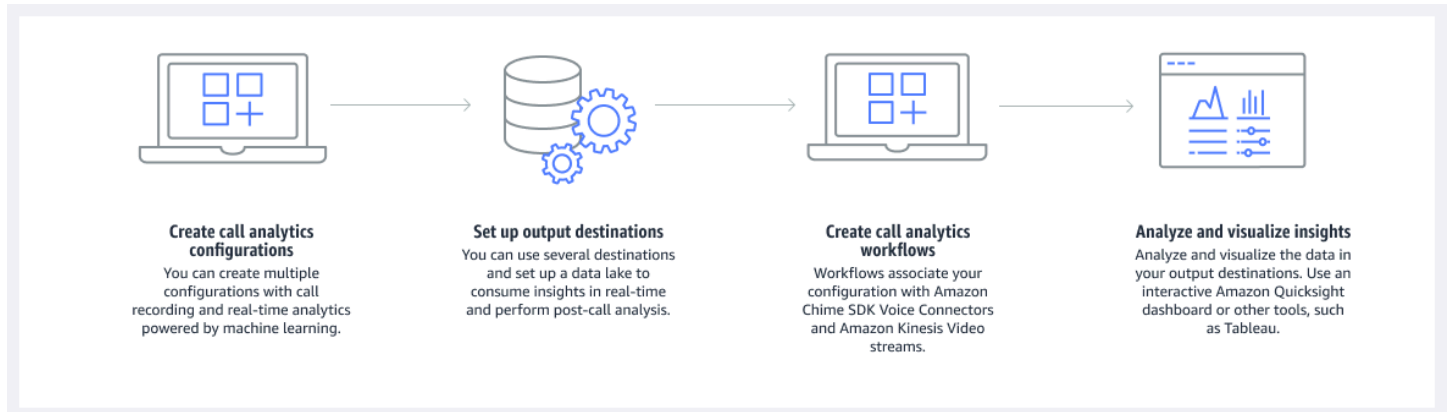 Create call analytics
configurations
You can create multiple
configurations with call
recording and real-time analytics
powered by machine learning.
Set up output destinations
You can use several destinations
and set up a data lake to
consume insights in real-time
and perform post-call analysis.
Create call analytics
workflows
Workflows associate your
configuration with Amazon
Chime SDK Voice Connectors
and Amazon Kinesis Video
streams.
Analyze and visualize insights
Analyze and visualize the data in
your output destinations. Use an
interactive Amazon Quicksight
dashboard or other tools, such
as Tableau.